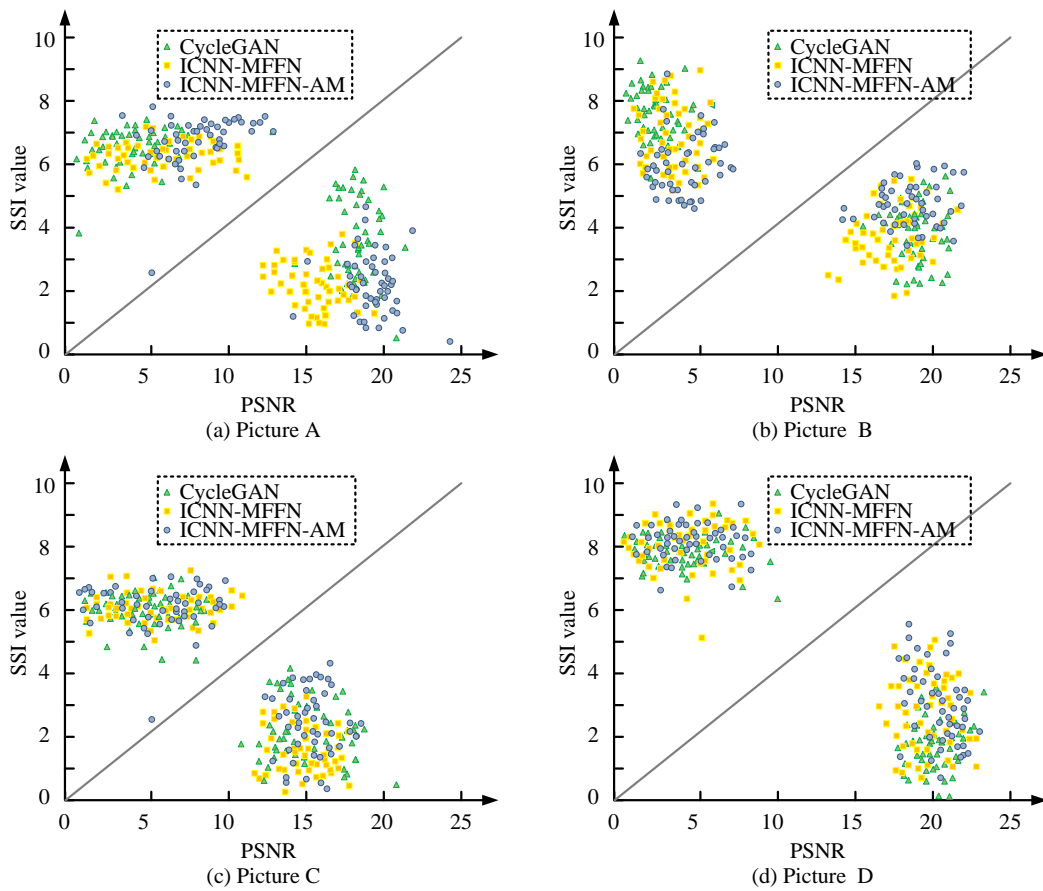 10
8
6
4
2
0
SSI value
CycleGAN
ICNN-MFFN
ICNN-MFFN-AM
0 5 10 15 20 25
PSNR
(a) Picture A
10
8
6
4
2
0
SSI value
CycleGAN
ICNN-MFFN
ICNN-MFFN-AM
0 5 10 15 20 25
PSNR
(b) Picture B
10
8
6
4
2
0
SSI value
CycleGAN
ICNN-MFFN
ICNN-MFFN-AM
0 5 10 15 20 25
PSNR
(c) Picture C
10
8
6
4
2
0
SSI value
CycleGAN
ICNN-MFFN
ICNN-MFFN-AM
0 5 10 15 20 25
PSNR
(d) Picture D